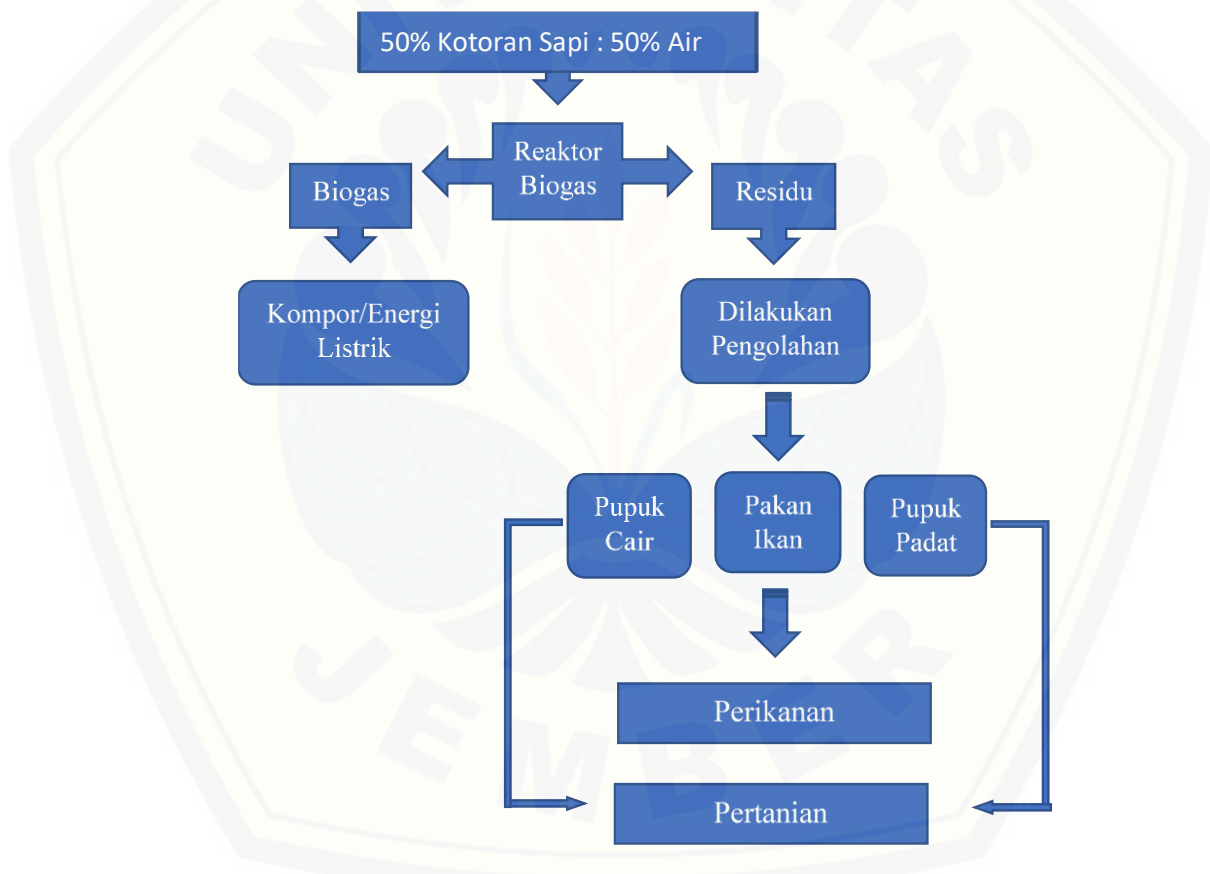 50% Kotoran Sapi : 50% Air
Reaktor
Biogas
Biogas
Residu
Kompor/Energi
Listrik
Dilakukan
Pengolahan
Pupuk
Cair
Pakan
Ikan
Pupuk
Padat
Perikanan
Pertanian
JEMBER